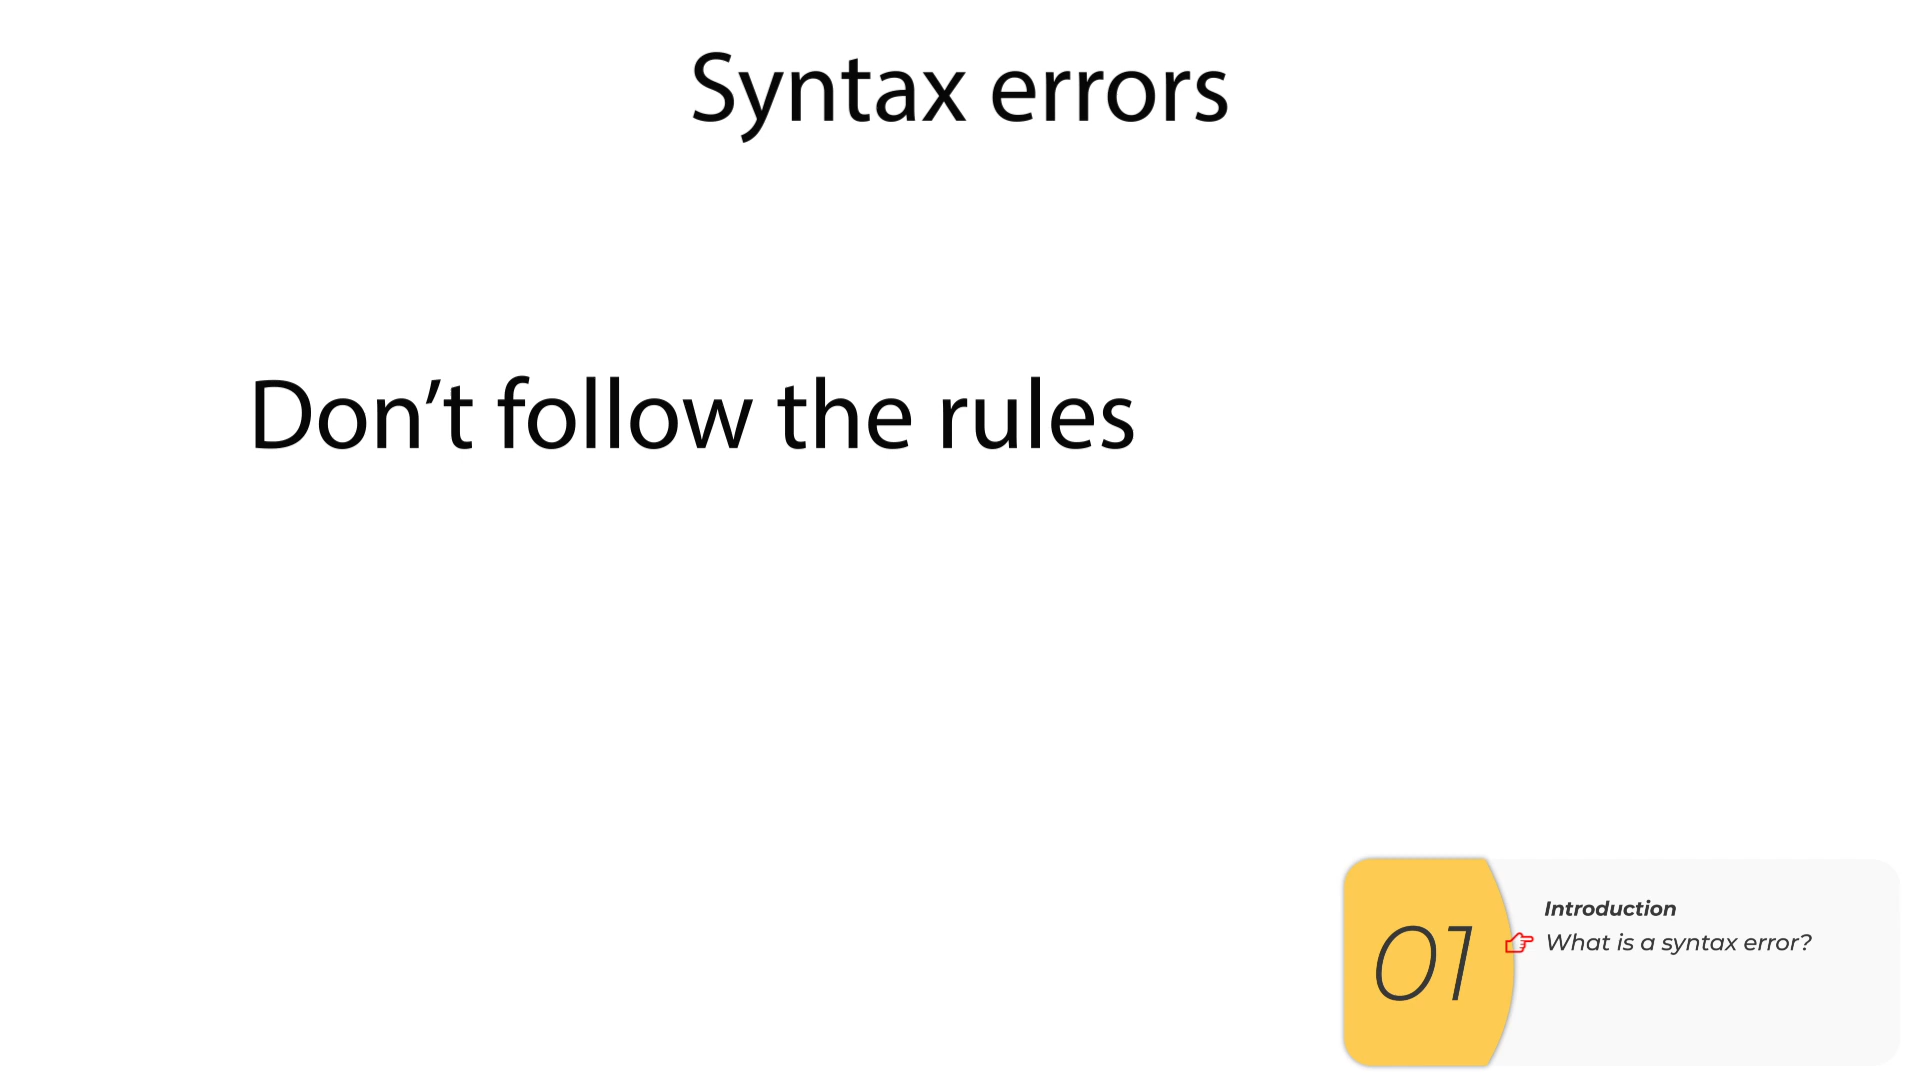 Syntax errors
Don’t follow the rules
01
Introduction
What is a syntax error?